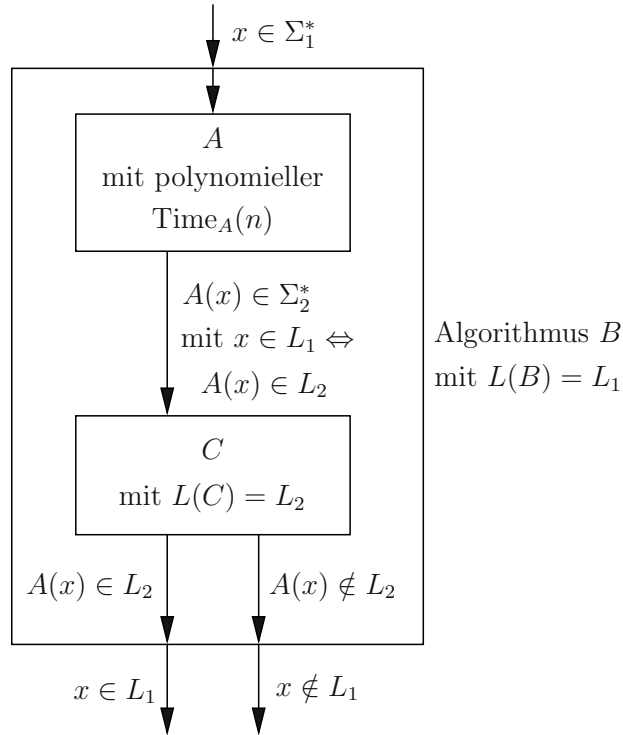 x ∈ Σ₁*
A
mit polynomieller
Time_A(n)
A(x) ∈ Σ₂*
mit x ∈ L₁ ⇔
A(x) ∈ L₂
Algorithmus B
mit L(B) = L₁
C
mit L(C) = L₂
A(x) ∈ L₂
A(x) ∉ L₂
x ∈ L₁
x ∉ L₁